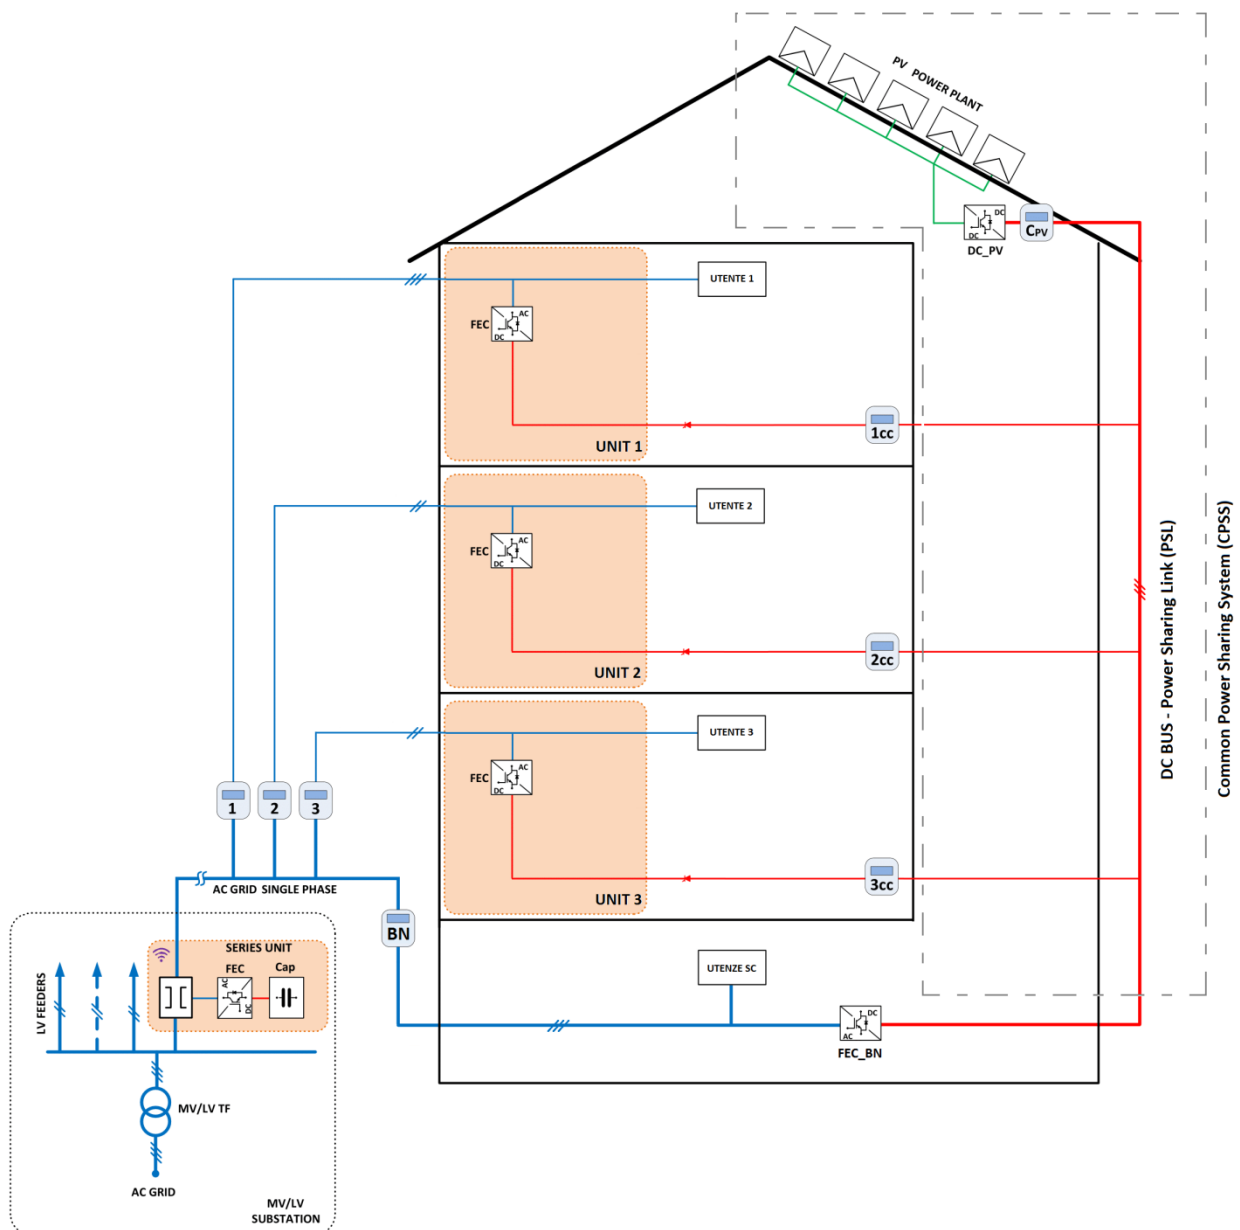 PV POWER PLANT
DC
DC
DC_PV
CPV
UTENTE 1
FEC
AC
DC
1cc
UNIT 1
UTENTE 2
FEC
AC
DC
2cc
UNIT 2
UTENTE 3
FEC
AC
DC
3cc
UNIT 3
DC BUS - Power Sharing Link (PSL)
Common Power Sharing System (CPSS)
1
2
3
AC GRID SINGLE PHASE
BN
UTENZE SC
DC
AC
FEC_BN
SERIES UNIT
FEC
Cap
AC
DC
LV FEEDERS
MV/LV TF
AC GRID
MV/LV
SUBSTATION